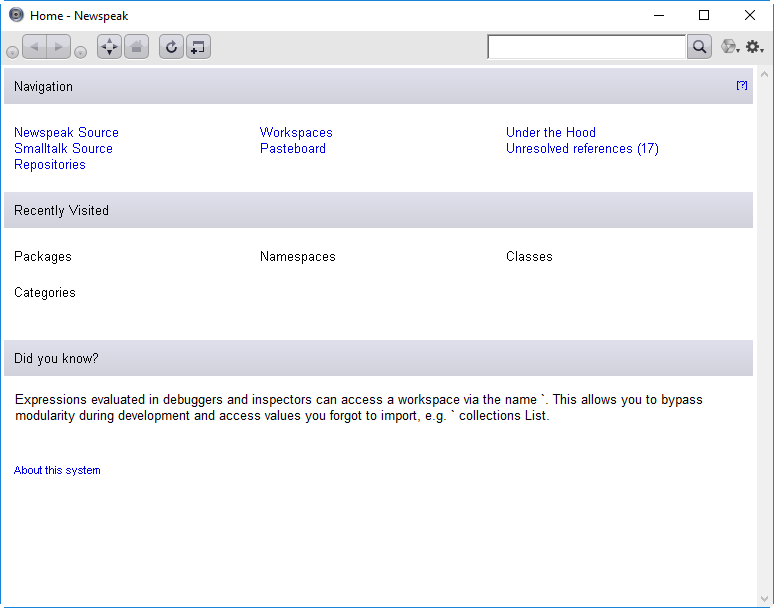 Home - Newspeak
Navigation [?]
Newspeak Source Workspaces Under the Hood
Smalltalk Source Pasteboard Unresolved references (17)
Repositories
Recently Visited
Packages Namespaces Classes
Categories
Did you know?
Expressions evaluated in debuggers and inspectors can access a workspace via the name `. This allows you to bypass
modularity during development and access values you forgot to import, e.g. ` collections List.
About this system